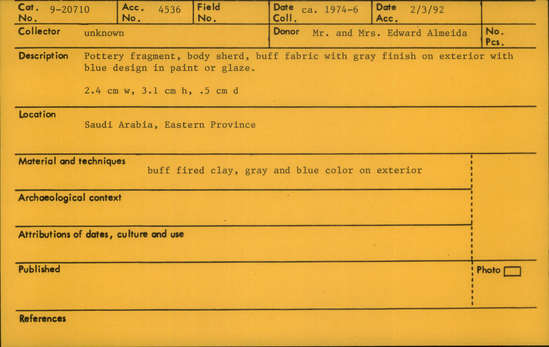 Cat. No. 9-20710 Acc. No. 4536 Field No. Date Coll. ca. 1974-6 Date Acc. 2/3/92
Collector unknown Donor Mr. and Mrs. Edward Almeida No. Pcs.
Description Pottery fragment, body sherd, buff fabric with gray finish on exterior with
blue design in paint or glaze.
2.4 cm w, 3.1 cm h, .5 cm d
Location
Saudi Arabia, Eastern Province
Material and techniques
buff fired clay, gray and blue color on exterior
Archaeological context
Attributions of dates, culture and use
Published Photo
References